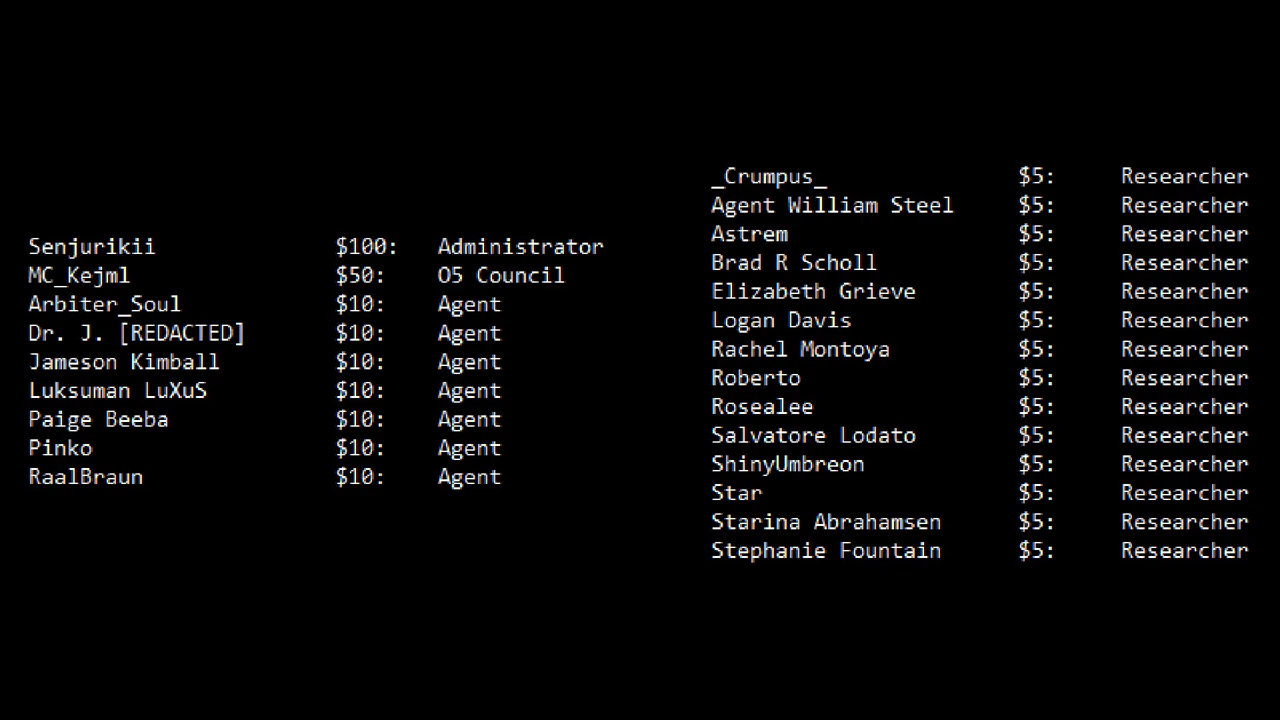 Senjurikii $100: Administrator
MC_Kejml $50: O5 Council
Arbiter_Soul $10: Agent
Dr. J. [REDACTED] $10: Agent
Jameson Kimball $10: Agent
Luksuman LuXuS $10: Agent
Paige Beeba $10: Agent
Pinko $10: Agent
RaalBraun $10: Agent
_Crumpus_ $5: Researcher
Agent William Steel $5: Researcher
Astrem $5: Researcher
Brad R Scholl $5: Researcher
Elizabeth Grieve $5: Researcher
Logan Davis $5: Researcher
Rachel Montoya $5: Researcher
Roberto $5: Researcher
Rosealee $5: Researcher
Salvatore Lodato $5: Researcher
ShinyUmbreon $5: Researcher
Star $5: Researcher
Starina Abrahamsen $5: Researcher
Stephanie Fountain $5: Researcher